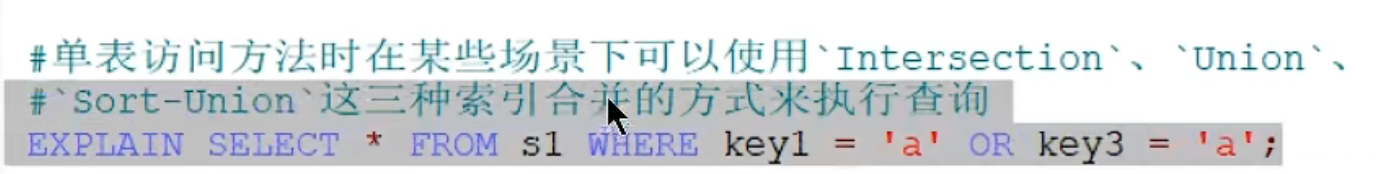 #单表访问方法时在某些场景下可以使用`Intersection`、`Union`、
#`Sort-Union`这三种索引合并的方式来执行查询
EXPLAIN SELECT * FROM s1 WHERE key1 = 'a' OR key3 = 'a';